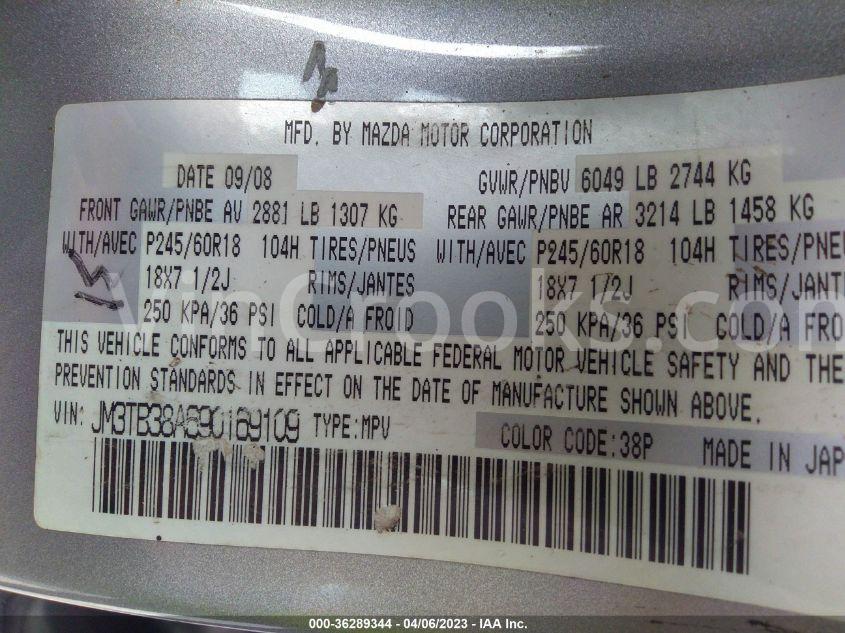 MFD. BY MAZDA MOTOR CORPORATION
DATE 09/08 GVWR/PNBV 6049 LB 2744 KG
FRONT GAWR/PNBE AV 2881 LB 1307 KG REAR GAWR/PNBE AR 3214 LB 1458 KG
WITH/AVEC P245/60R18 104H TIRES/PNEUS WITH/AVEC P245/60R18 104H TIRES/PNEU
18X7 1/2J RIMS/JANTES 18X7 1/2J RIMS/JANTE
250 KPA/36 PSI COLD/A FROID 250 KPA/36 PSI COLD/A FROI
VinCrooks.com
THIS VEHICLE CONFORMS TO ALL APPLICABLE FEDERAL MOTOR VEHICLE SAFETY AND THE
PREVENTION STANDARDS IN EFFECT ON THE DATE OF MANUFACTURE SHOWN ABOVE.
VIN: JM3TB38A690169109 TYPE:MPV COLOR CODE:38P MADE IN JAP
000-36289344 - 04/06/2023 - IAA Inc.